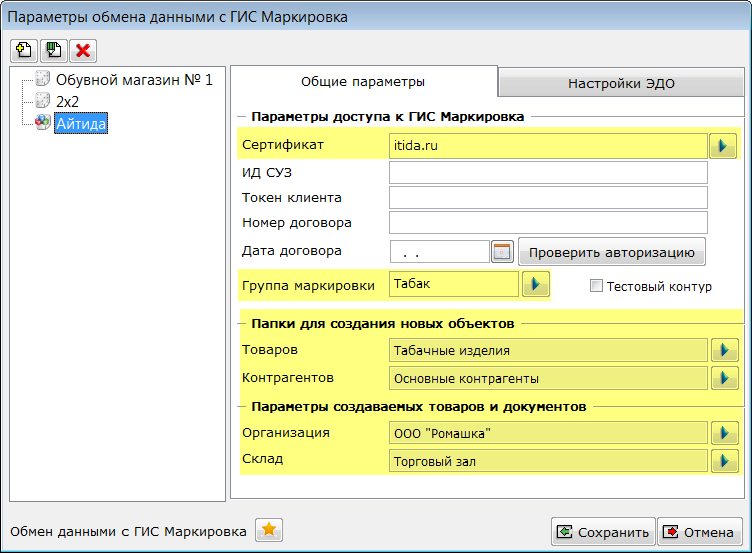 Параметры обмена данными с ГИС Маркировка
Обувной магазин № 1
2x2
Айтида
Общие параметры
Настройки ЭДО
Параметры доступа к ГИС Маркировка
Сертификат itida.ru
ИД СУЗ
Токен клиента
Номер договора
Дата договора . . Проверить авторизацию
Группа маркировки Табак Тестовый контур
Папки для создания новых объектов
Товаров Табачные изделия
Контрагентов Основные контрагенты
Параметры создаваемых товаров и документов
Организация ООО "Ромашка"
Склад Торговый зал
Обмен данными с ГИС Маркировка Сохранить Отмена